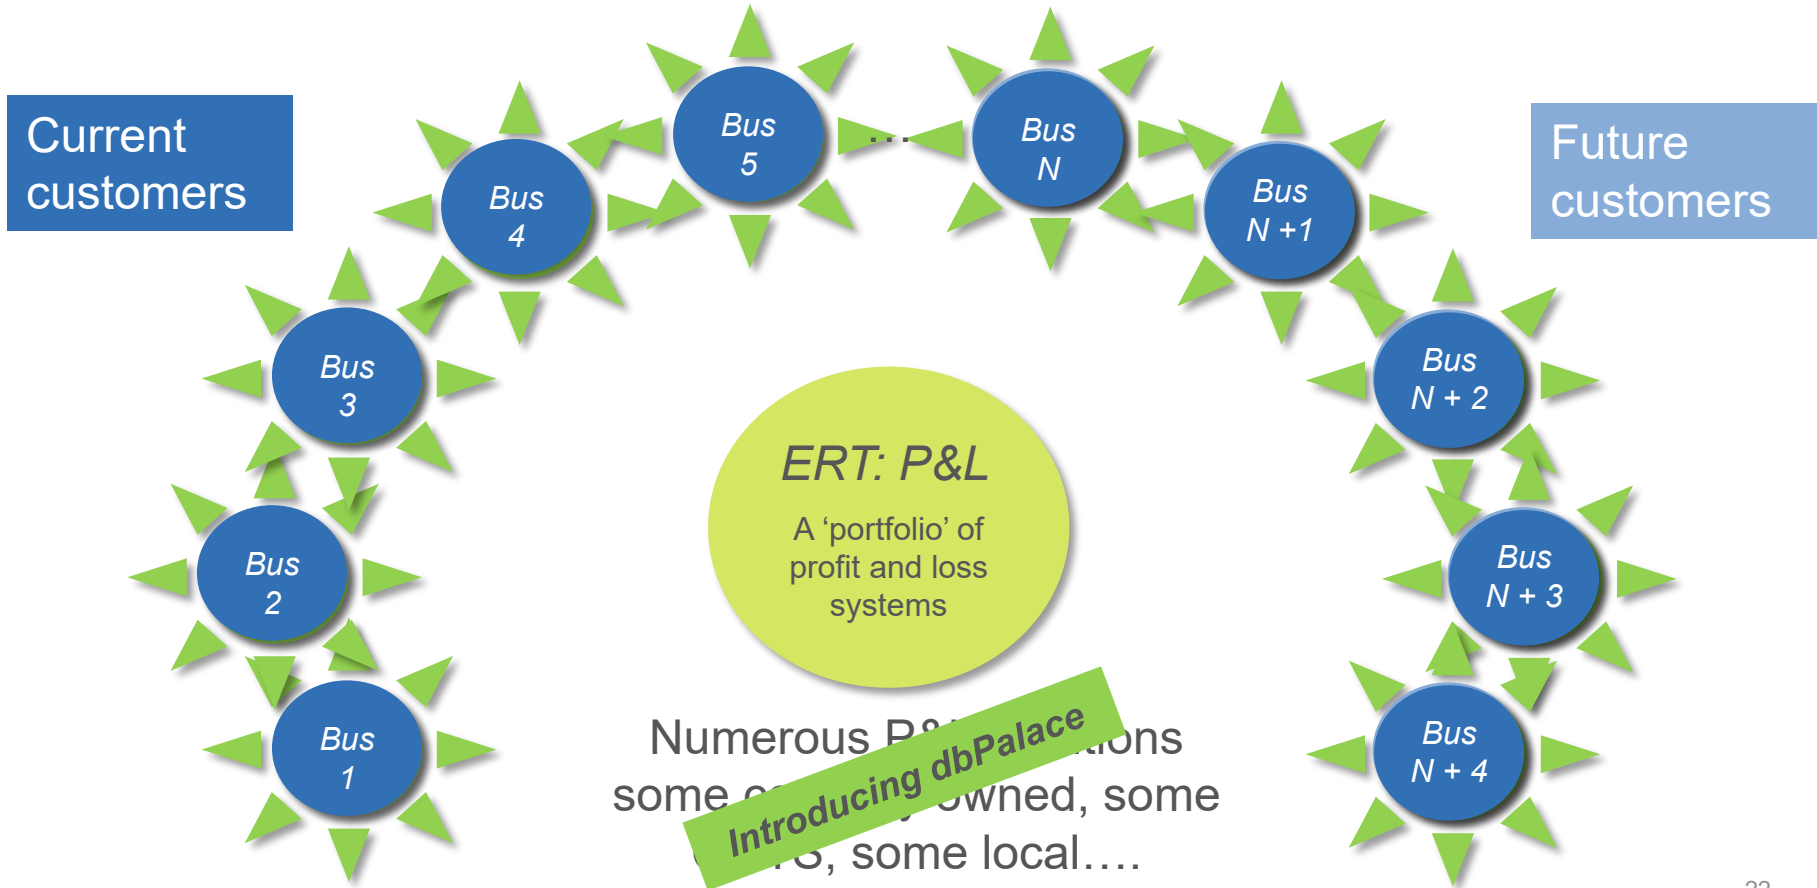 Current
customers
Future
customers
Bus
5
...
Bus
N
Bus
4
Bus
N +1
Bus
3
Bus
N + 2
Bus
2
Bus
N + 3
Bus
1
Bus
N + 4
ERT: P&L
A ‘portfolio’ of
profit and loss
systems
Numerous
some owned, some
some local….
Introducing dbPalace